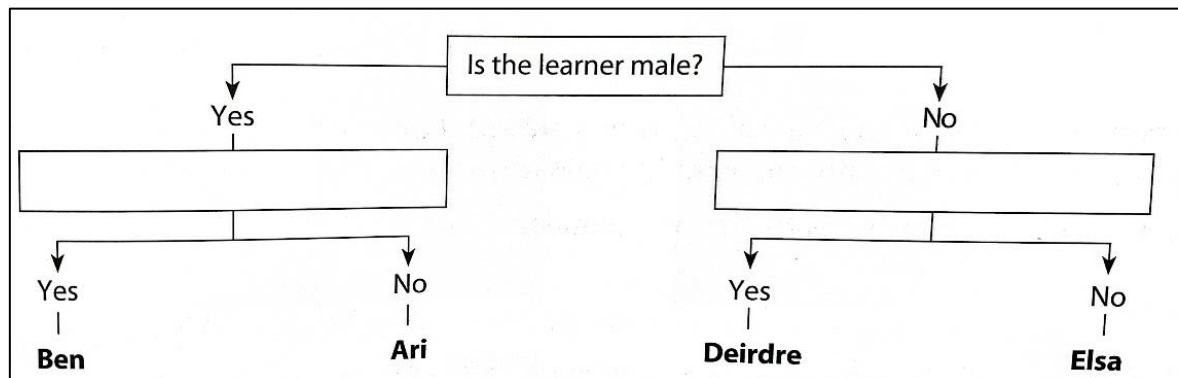 Is the learner male?
Yes
No
Yes
No
Yes
No
Ben
Ari
Deirdre
Elsa